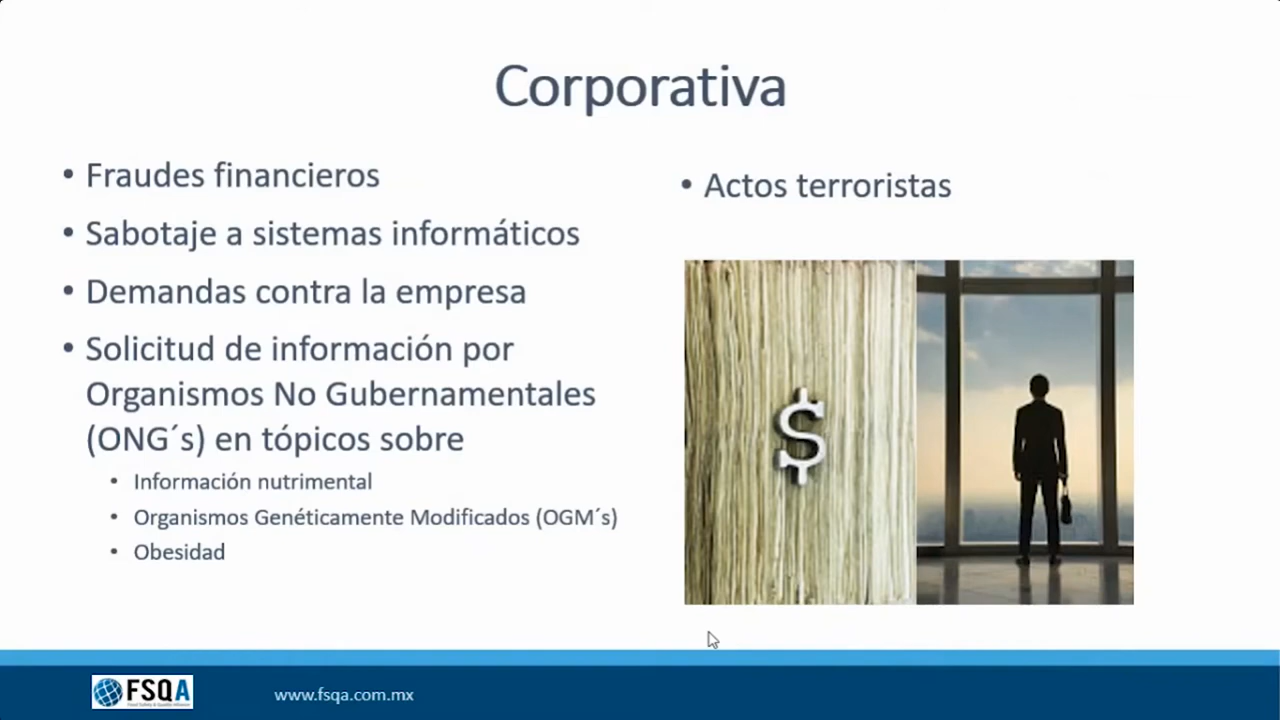 Corporativa
• Fraudes financieros
• Sabotaje a sistemas informáticos
• Demandas contra la empresa
• Solicitud de información por
Organismos No Gubernamentales
(ONG´s) en tópicos sobre
• Información nutrimental
• Organismos Genéticamente Modificados (OGM´s)
• Obesidad
• Actos terroristas
$
FSQA
www.fsqa.com.mx